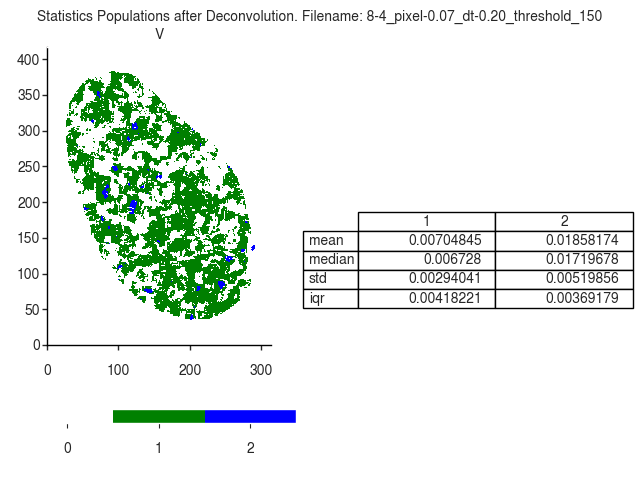 Statistics Populations after Deconvolution. Filename: 8-4_pixel-0.07_dt-0.20_threshold_150
V
400
350
300
250
200
150
100
50
0
0 100 200 300
1 2
mean 0.00704845 0.01858174
median 0.006728 0.01719678
std 0.00294041 0.00519856
iqr 0.00418221 0.00369179
0 1 2